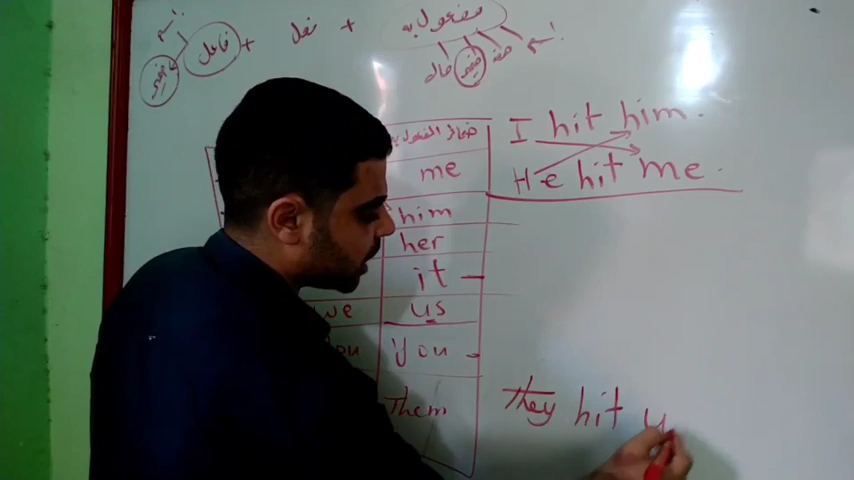 فاعل + فعل + مفعول به
اسم
ضمير
صفة
اسم
ضمائر المفعول به
me
him
her
it
we us
you you
Them
I hit him.
He hit me.
They hit u